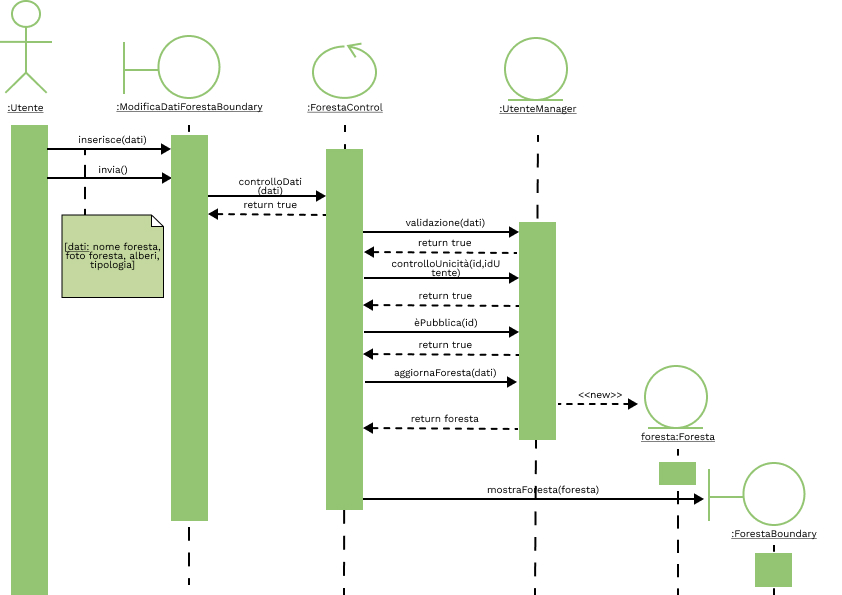 :Utente
:ModificaDatiForestaBoundary
:ForestaControl
:UtenteManager
inserisce(dati)
invia()
controlloDati
(dati)
return true
[dati: nome foresta,
foto foresta, alberi,
tipologia]
validazione(dati)
return true
controlloUnicità(id,idU
tente)
return true
èPubblica(id)
return true
aggiornaForesta(dati)
<<new>>
return foresta
foresta:Foresta
mostraForesta(foresta)
:ForestaBoundary